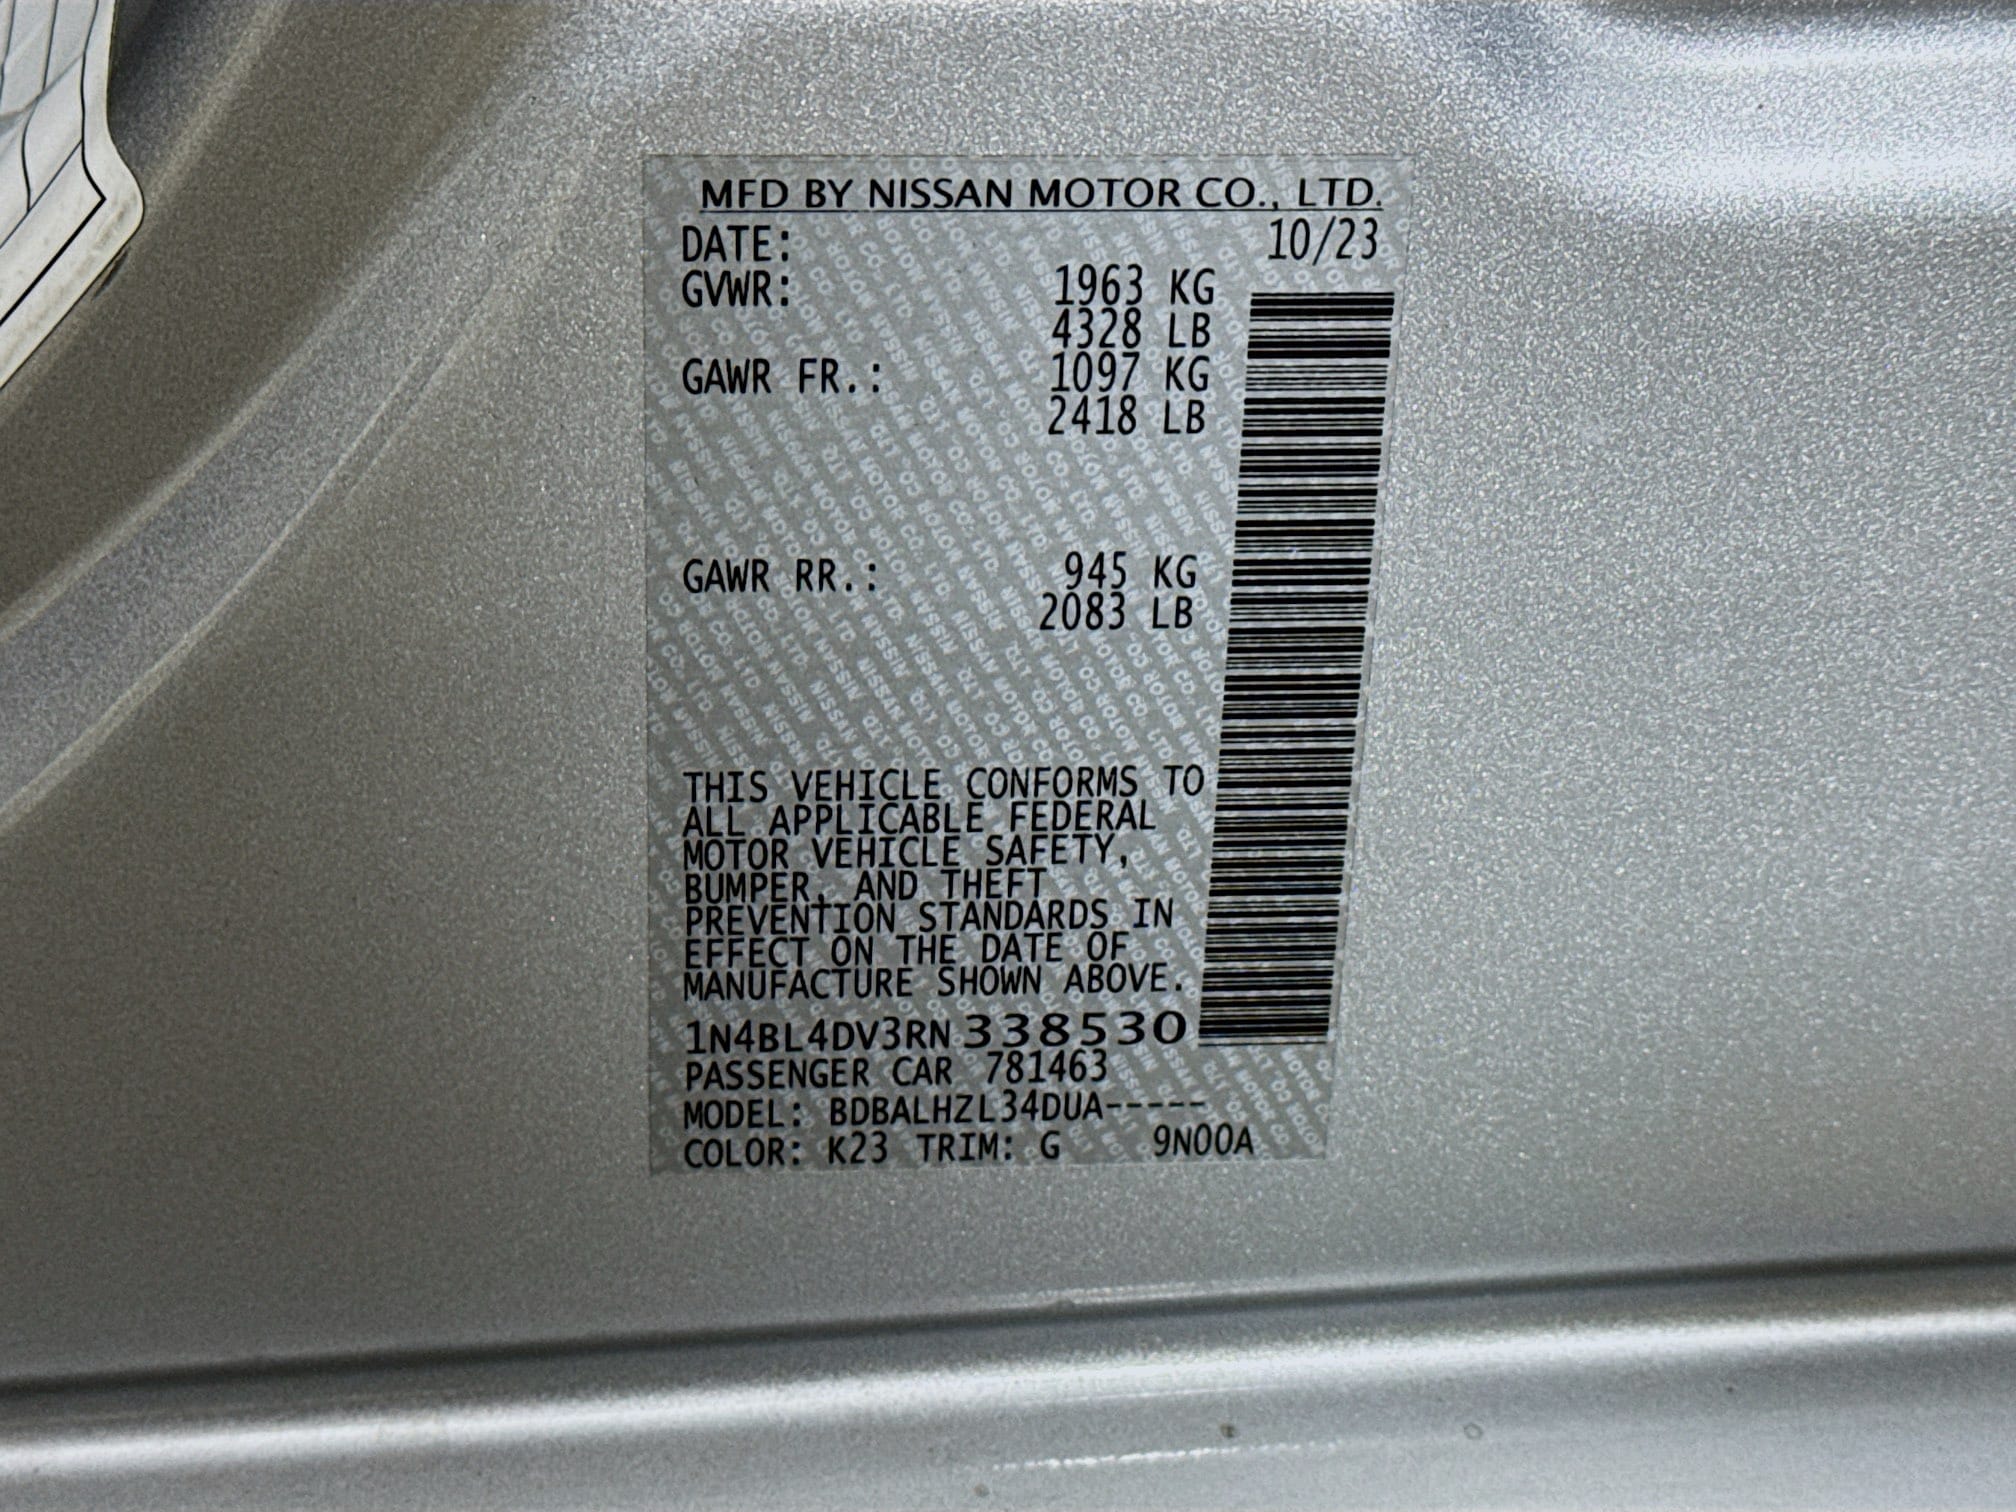 MFD BY NISSAN MOTOR CO., LTD.
DATE: 10/23
GVWR: 1963 KG
4328 LB
GAWR FR.: 1097 KG
2418 LB
GAWR RR.: 945 KG
2083 LB
THIS VEHICLE CONFORMS TO
ALL APPLICABLE FEDERAL
MOTOR VEHICLE SAFETY,
BUMPER, AND THEFT
PREVENTION STANDARDS IN
EFFECT ON THE DATE OF
MANUFACTURE SHOWN ABOVE.
1N4BL4DV3RN338530
PASSENGER CAR 781463
MODEL: BDBALHZL34DUA-----
COLOR: K23 TRIM: G 9N00A